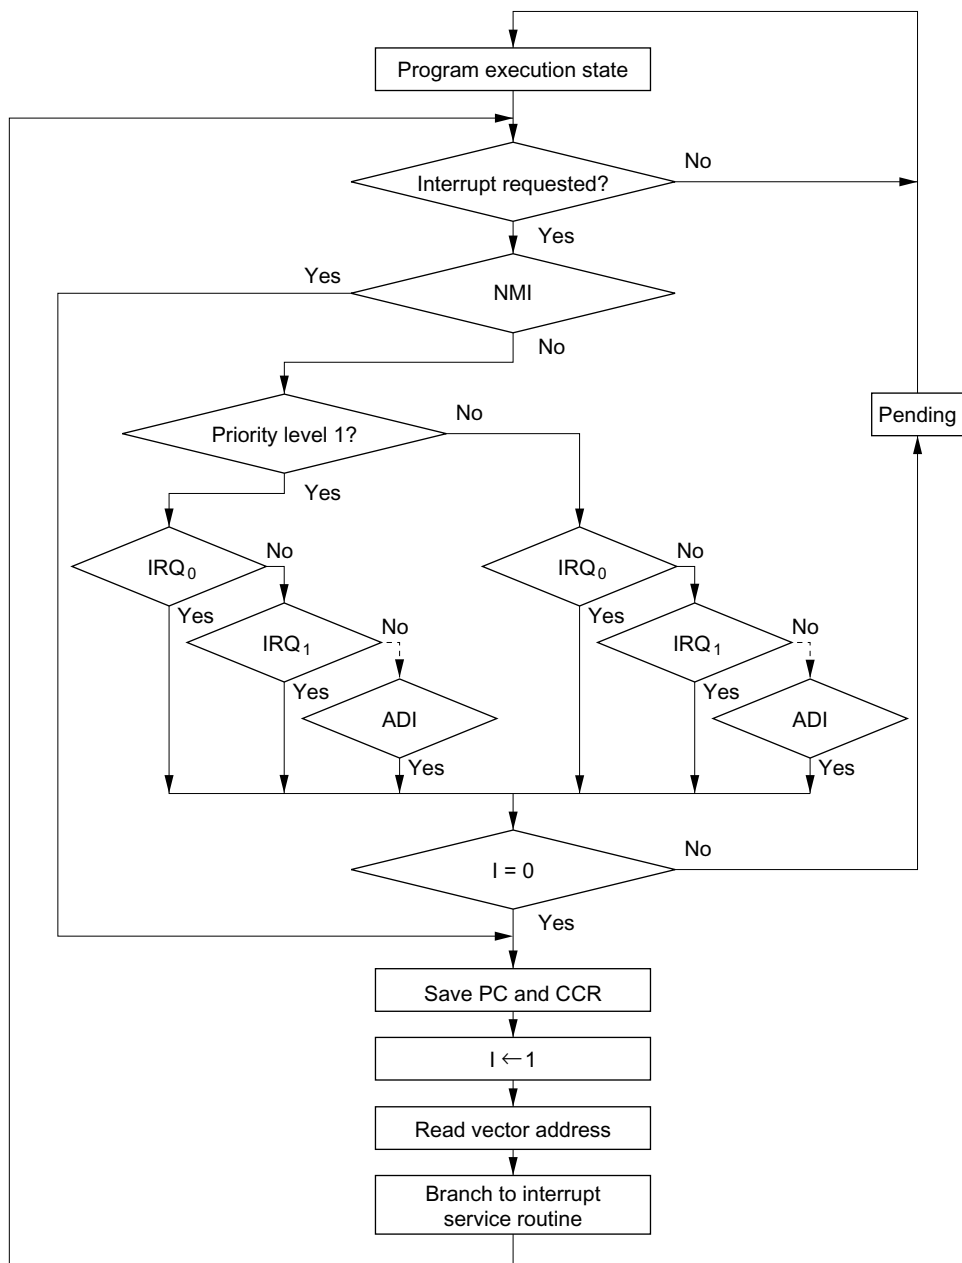 Program execution state
No
Interrupt requested?
Yes
Yes
NMI
No
Pending
No
Priority level 1?
Yes
No
No
IRQ0
IRQ0
Yes
No
Yes
No
IRQ1
IRQ1
Yes
Yes
ADI
ADI
Yes
Yes
No
I = 0
Yes
Save PC and CCR
I ← 1
Read vector address
Branch to interrupt
service routine